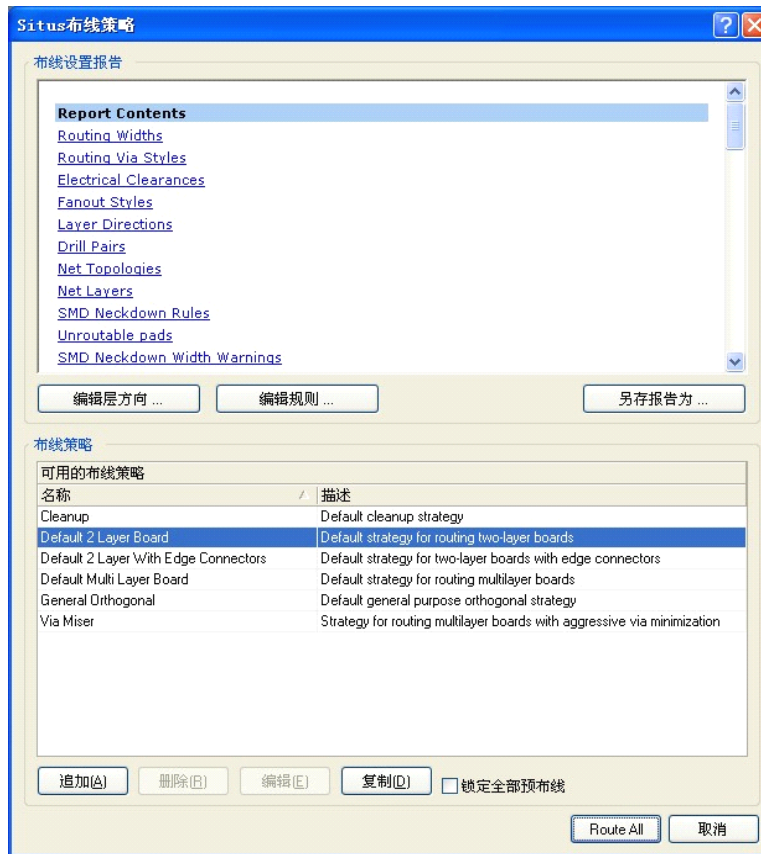 Situs布线策略
布线设置报告
Report Contents
Routing Widths
Routing Via Styles
Electrical Clearances
Fanout Styles
Layer Directions
Drill Pairs
Net Topologies
Net Layers
SMD Neckdown Rules
Unroutable pads
SMD Neckdown Width Warnings
编辑层方向 ... 编辑规则 ... 另存报告为 ...
布线策略
可用的布线策略
名称 描述
Cleanup Default cleanup strategy
Default 2 Layer Board Default strategy for routing two-layer boards
Default 2 Layer With Edge Connectors Default strategy for two-layer boards with edge connectors
Default Multi Layer Board Default strategy for routing multilayer boards
General Orthogonal Default general purpose orthogonal strategy
Via Miser Strategy for routing multilayer boards with aggressive via minimization
追加(A) 删除(R) 编辑(E) 复制(D) 锁定全部预布线
Route All 取消